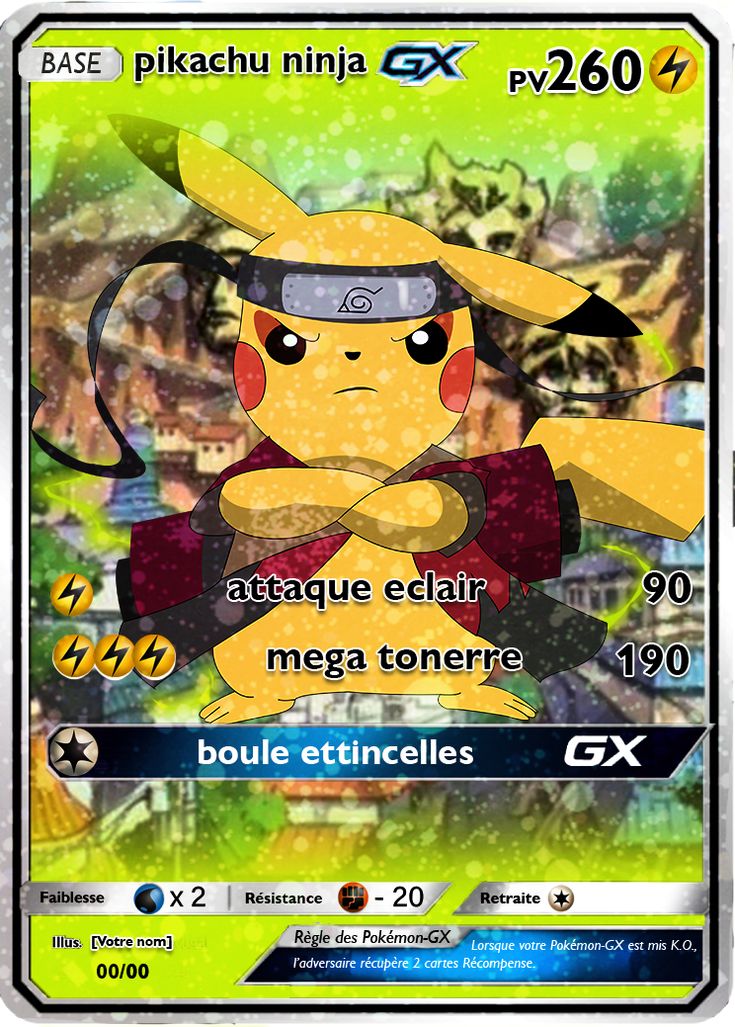 BASE pikachu ninja GX PV260
attaque eclair 90
mega tonerre 190
boule ettincelles GX
Faiblesse x 2 Résistance - 20 Retraite
Illus. [Votre nom]
00/00
Règle des Pokémon-GX
Lorsque votre Pokémon-GX est mis K.O.,
l'adversaire récupère 2 cartes Récompense.